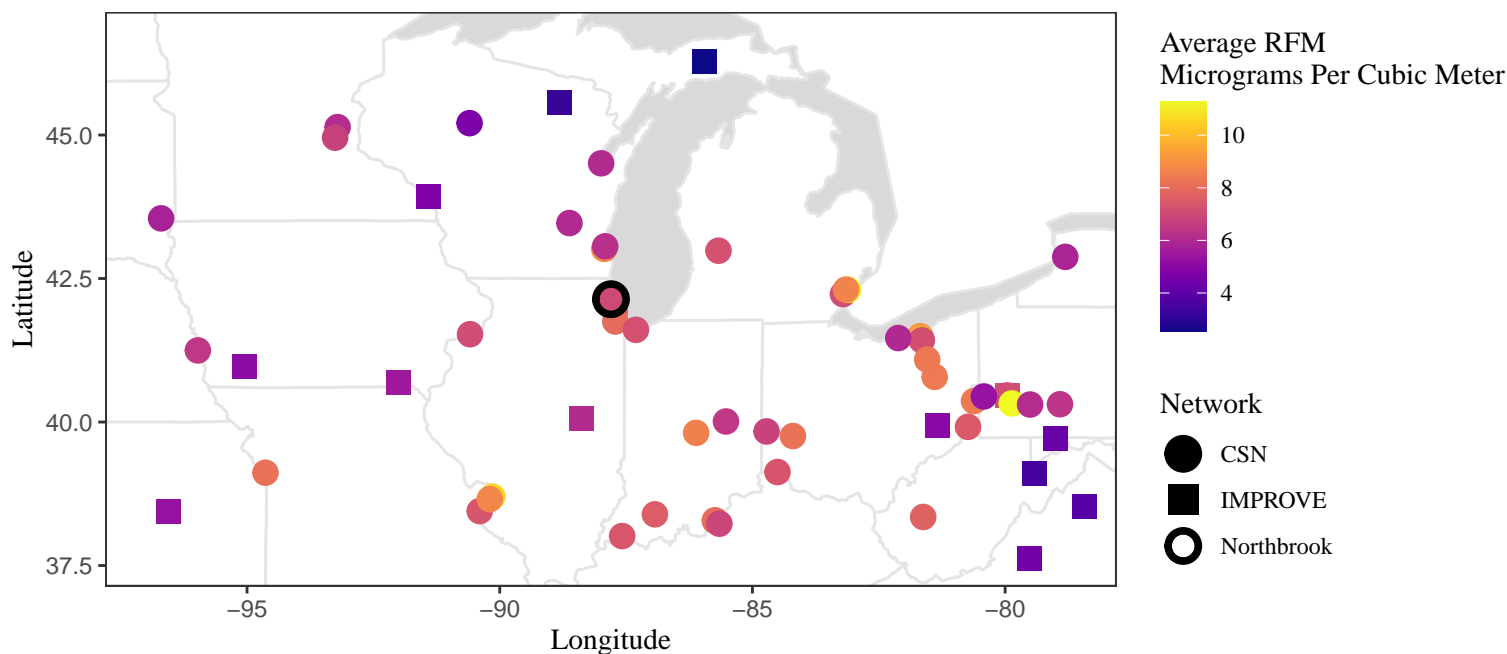 Average RFM
Micrograms Per Cubic Meter
10
8
6
4
Network
CSN
IMPROVE
Northbrook
Latitude
45.0
42.5
40.0
37.5
−95
−90
−85
−80
Longitude